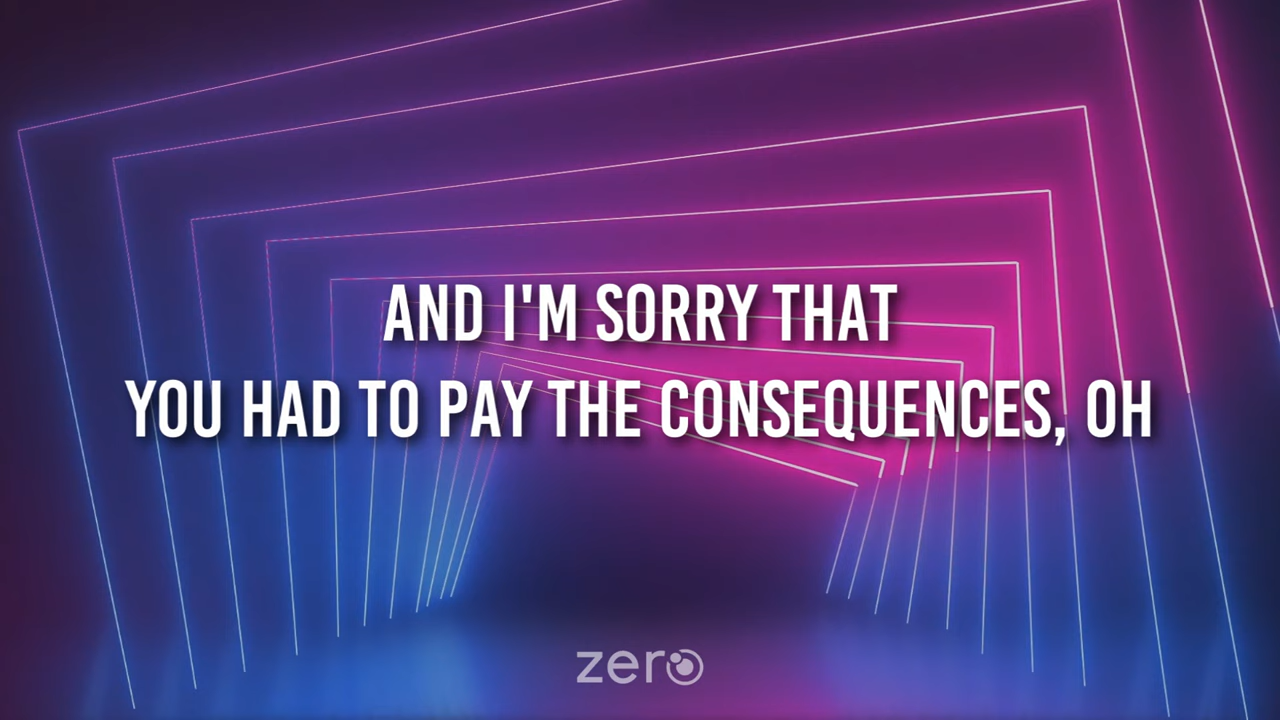 AND I'M SORRY THAT
YOU HAD TO PAY THE CONSEQUENCES, OH
zero